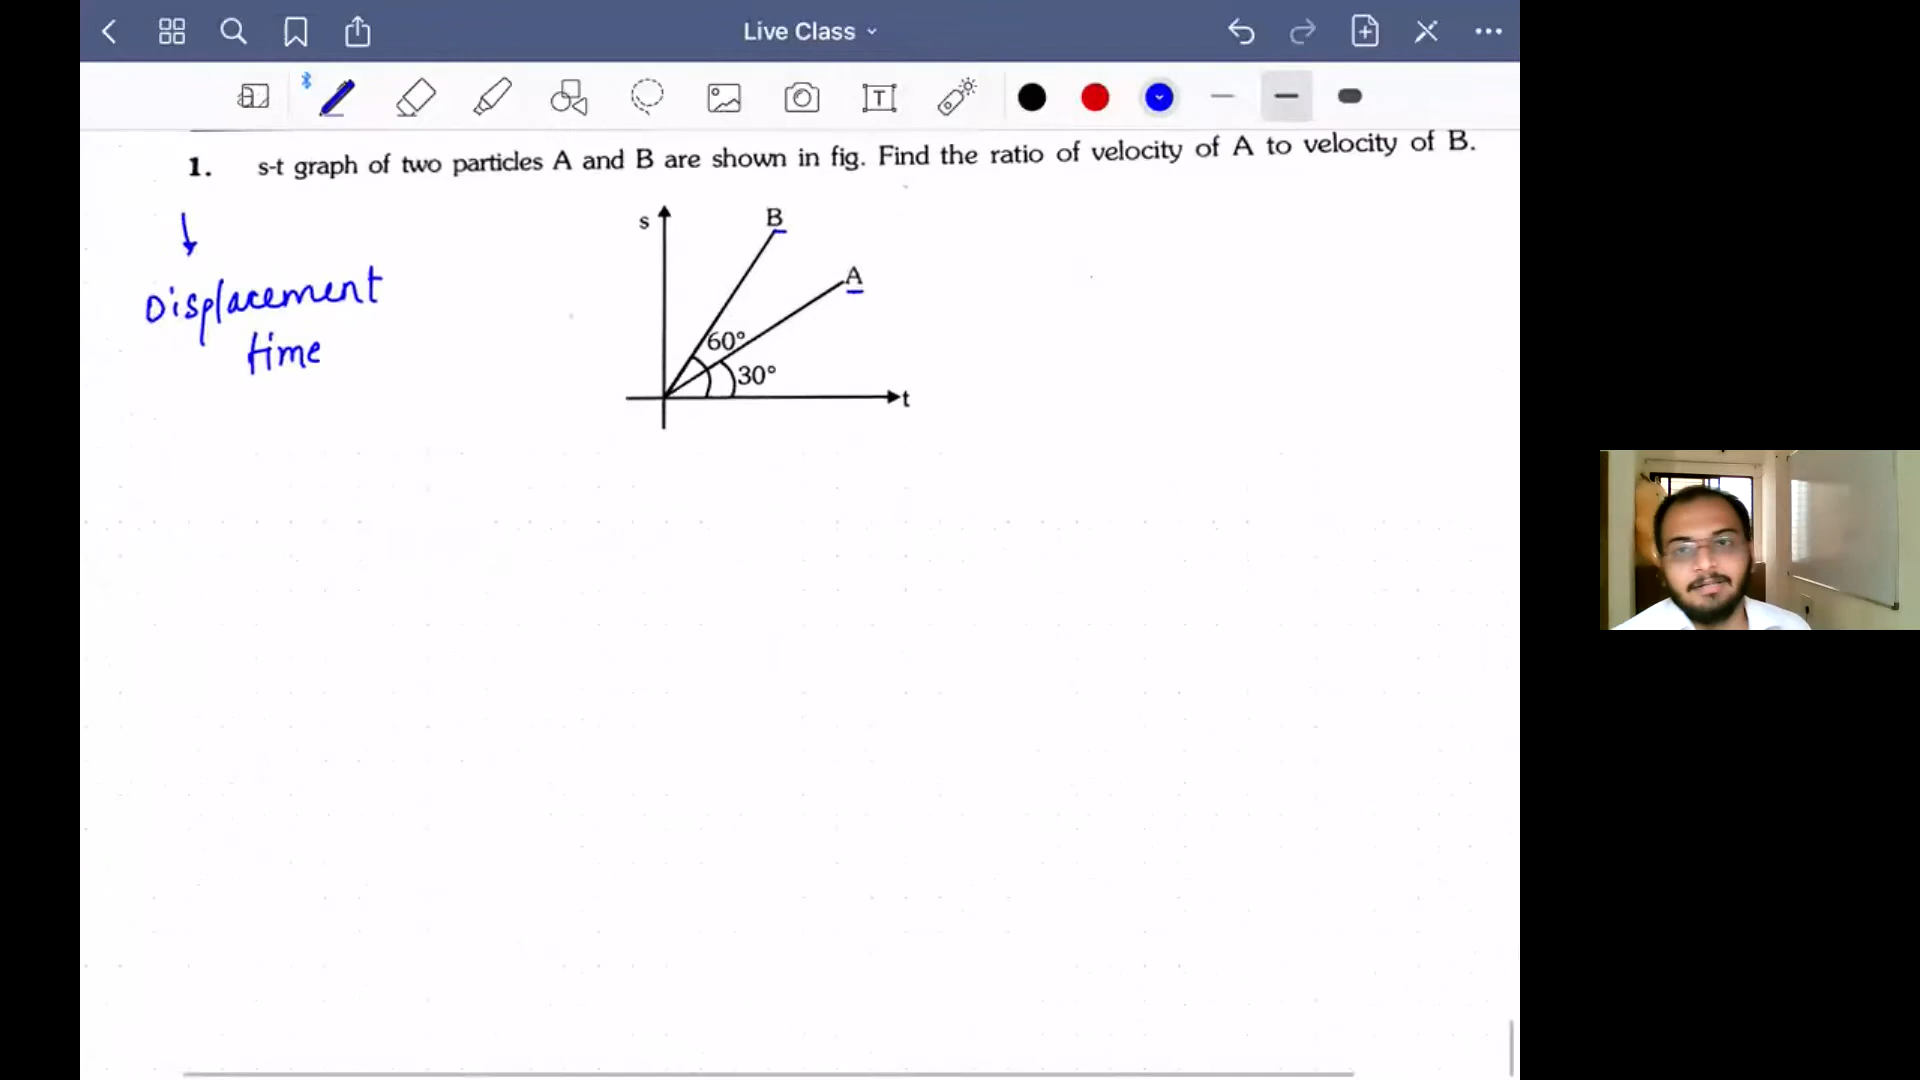 Live Class
1. s-t graph of two particles A and B are shown in fig. Find the ratio of velocity of A to velocity of B.
s
B
A
60°
30°
t
Displacement
time